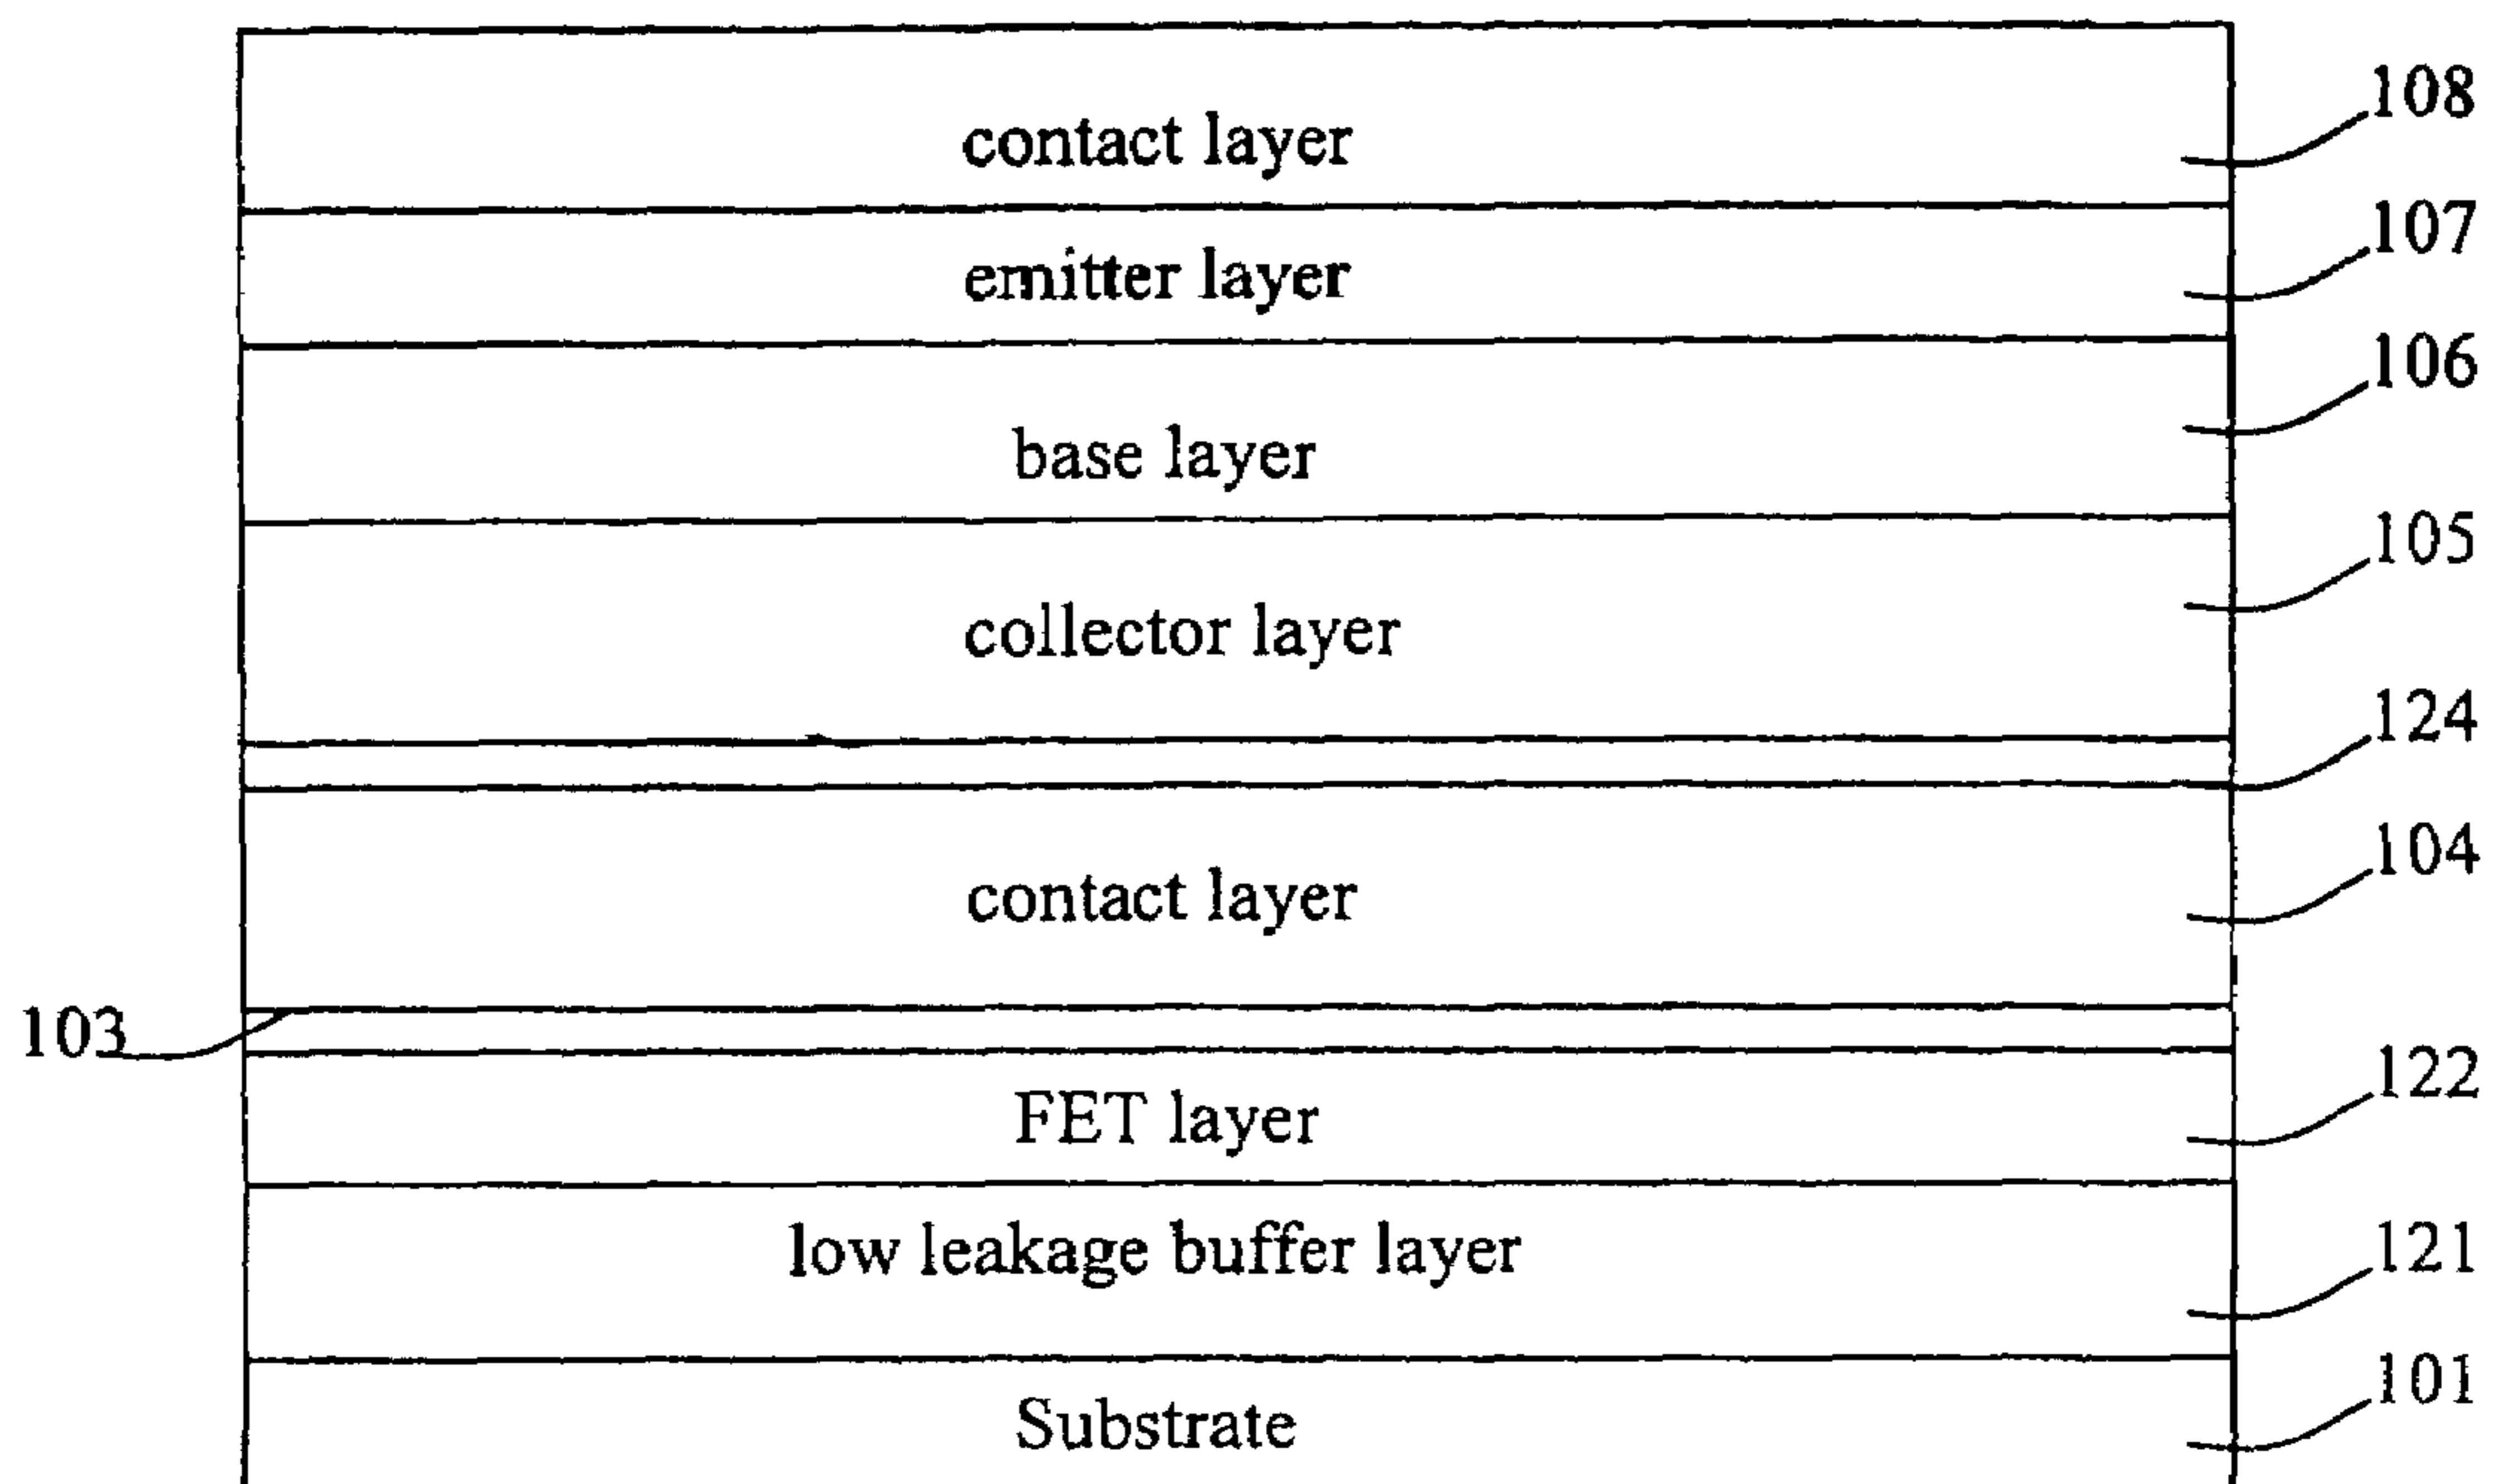 108
contact layer
107
emitter layer
106
base layer
105
collector layer
124
104
contact layer
103
122
FET layer
121
low leakage buffer layer
101
Substrate